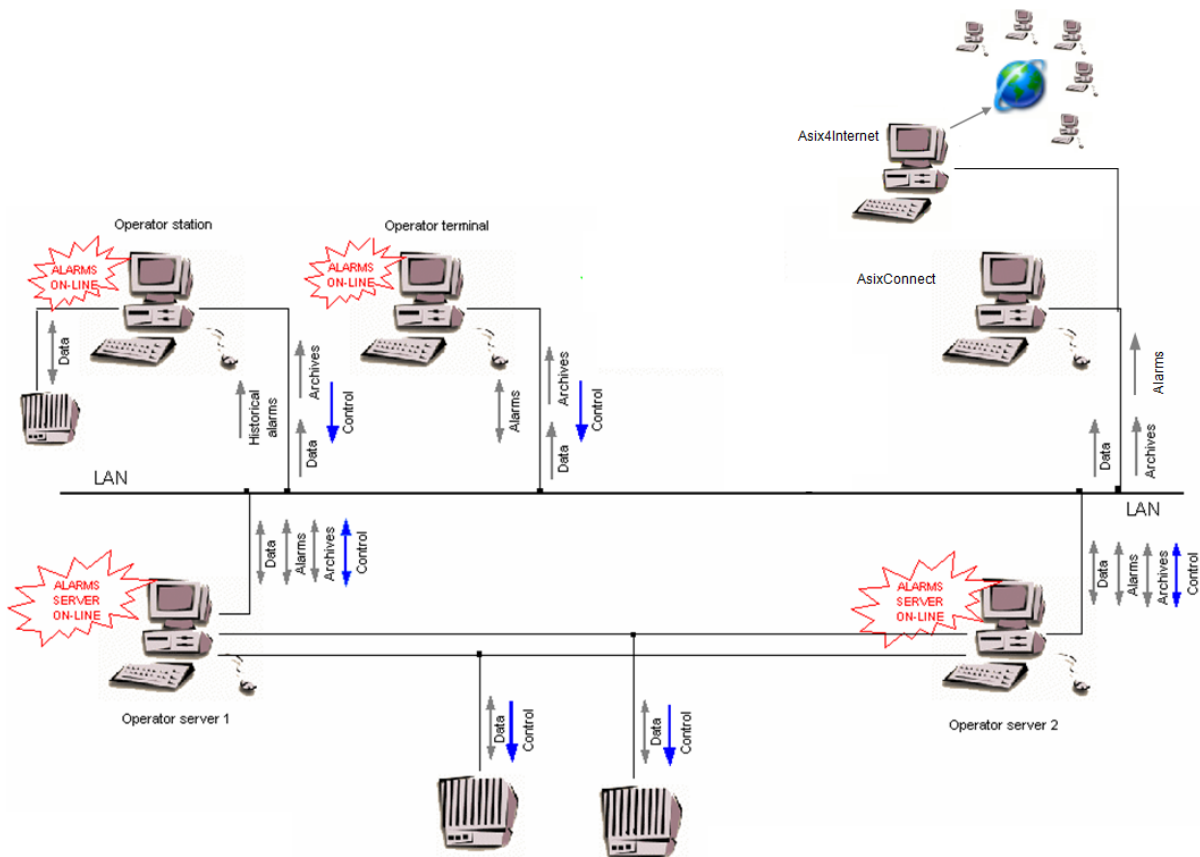 Asix4Internet
Operator station
Operator terminal
ALARMS
ON-LINE
ALARMS
ON-LINE
AsixConnect
Data
Historical
alarms
Archives
Data
Control
Alarms
Archives
Data
Control
Alarms
Data
Archives
LAN
LAN
Data
Alarms
Archives
Control
Data
Alarms
Archives
Control
ALARMS
SERVER
ON-LINE
ALARMS
SERVER
ON-LINE
Operator server 1
Operator server 2
Data
Control
Data
Control